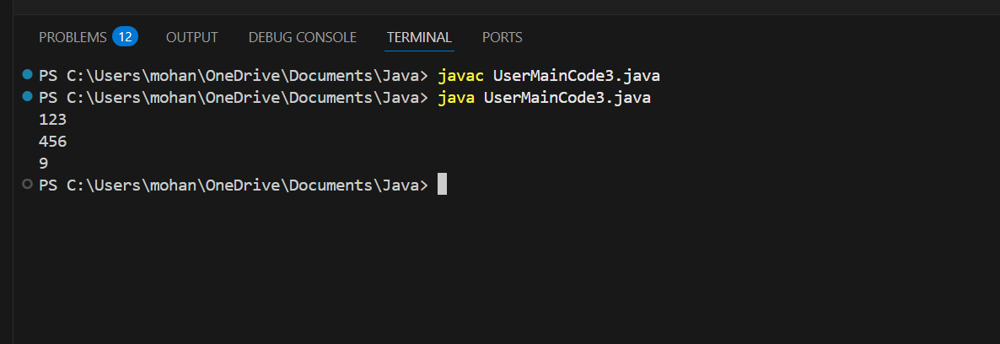 PROBLEMS 12 OUTPUT DEBUG CONSOLE TERMINAL PORTS
PS C:\Users\mohan\OneDrive\Documents\Java> javac UserMainCode3.java
PS C:\Users\mohan\OneDrive\Documents\Java> java UserMainCode3.java
123
456
9
PS C:\Users\mohan\OneDrive\Documents\Java>